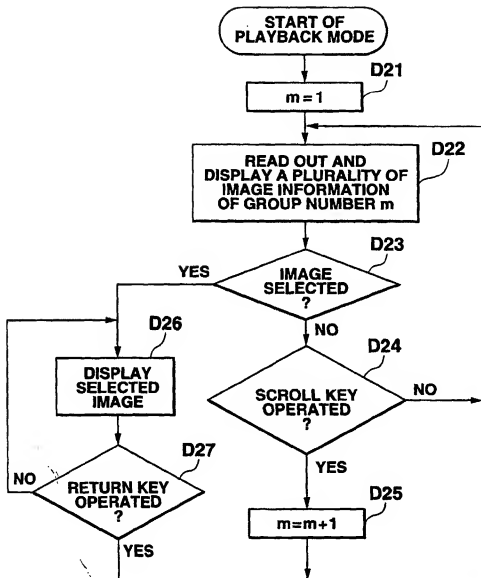 START OF
PLAYBACK MODE
D21
m = 1
D22
READ OUT AND
DISPLAY A PLURALITY OF
IMAGE INFORMATION
OF GROUP NUMBER m
D23
YES
IMAGE
SELECTED
?
NO
D26
DISPLAY
SELECTED
IMAGE
D24
SCROLL KEY
OPERATED
?
NO
YES
D27
NO
RETURN KEY
OPERATED
?
YES
D25
m=m+1